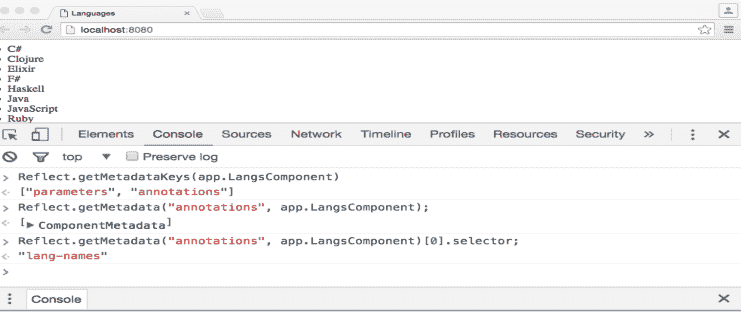 Languages
localhost:8080
C#
Clojure
Elixir
F#
Haskell
Java
JavaScript
Ruby
Elements Console Sources Network Timeline Profiles Resources Security »
top Preserve log
> Reflect.getMetadataKeys(app.LangsComponent)
["parameters", "annotations"]
> Reflect.getMetadata("annotations", app.LangsComponent);
[▶ ComponentMetadata]
> Reflect.getMetadata("annotations", app.LangsComponent)[0].selector;
"lang-names"
>
Console